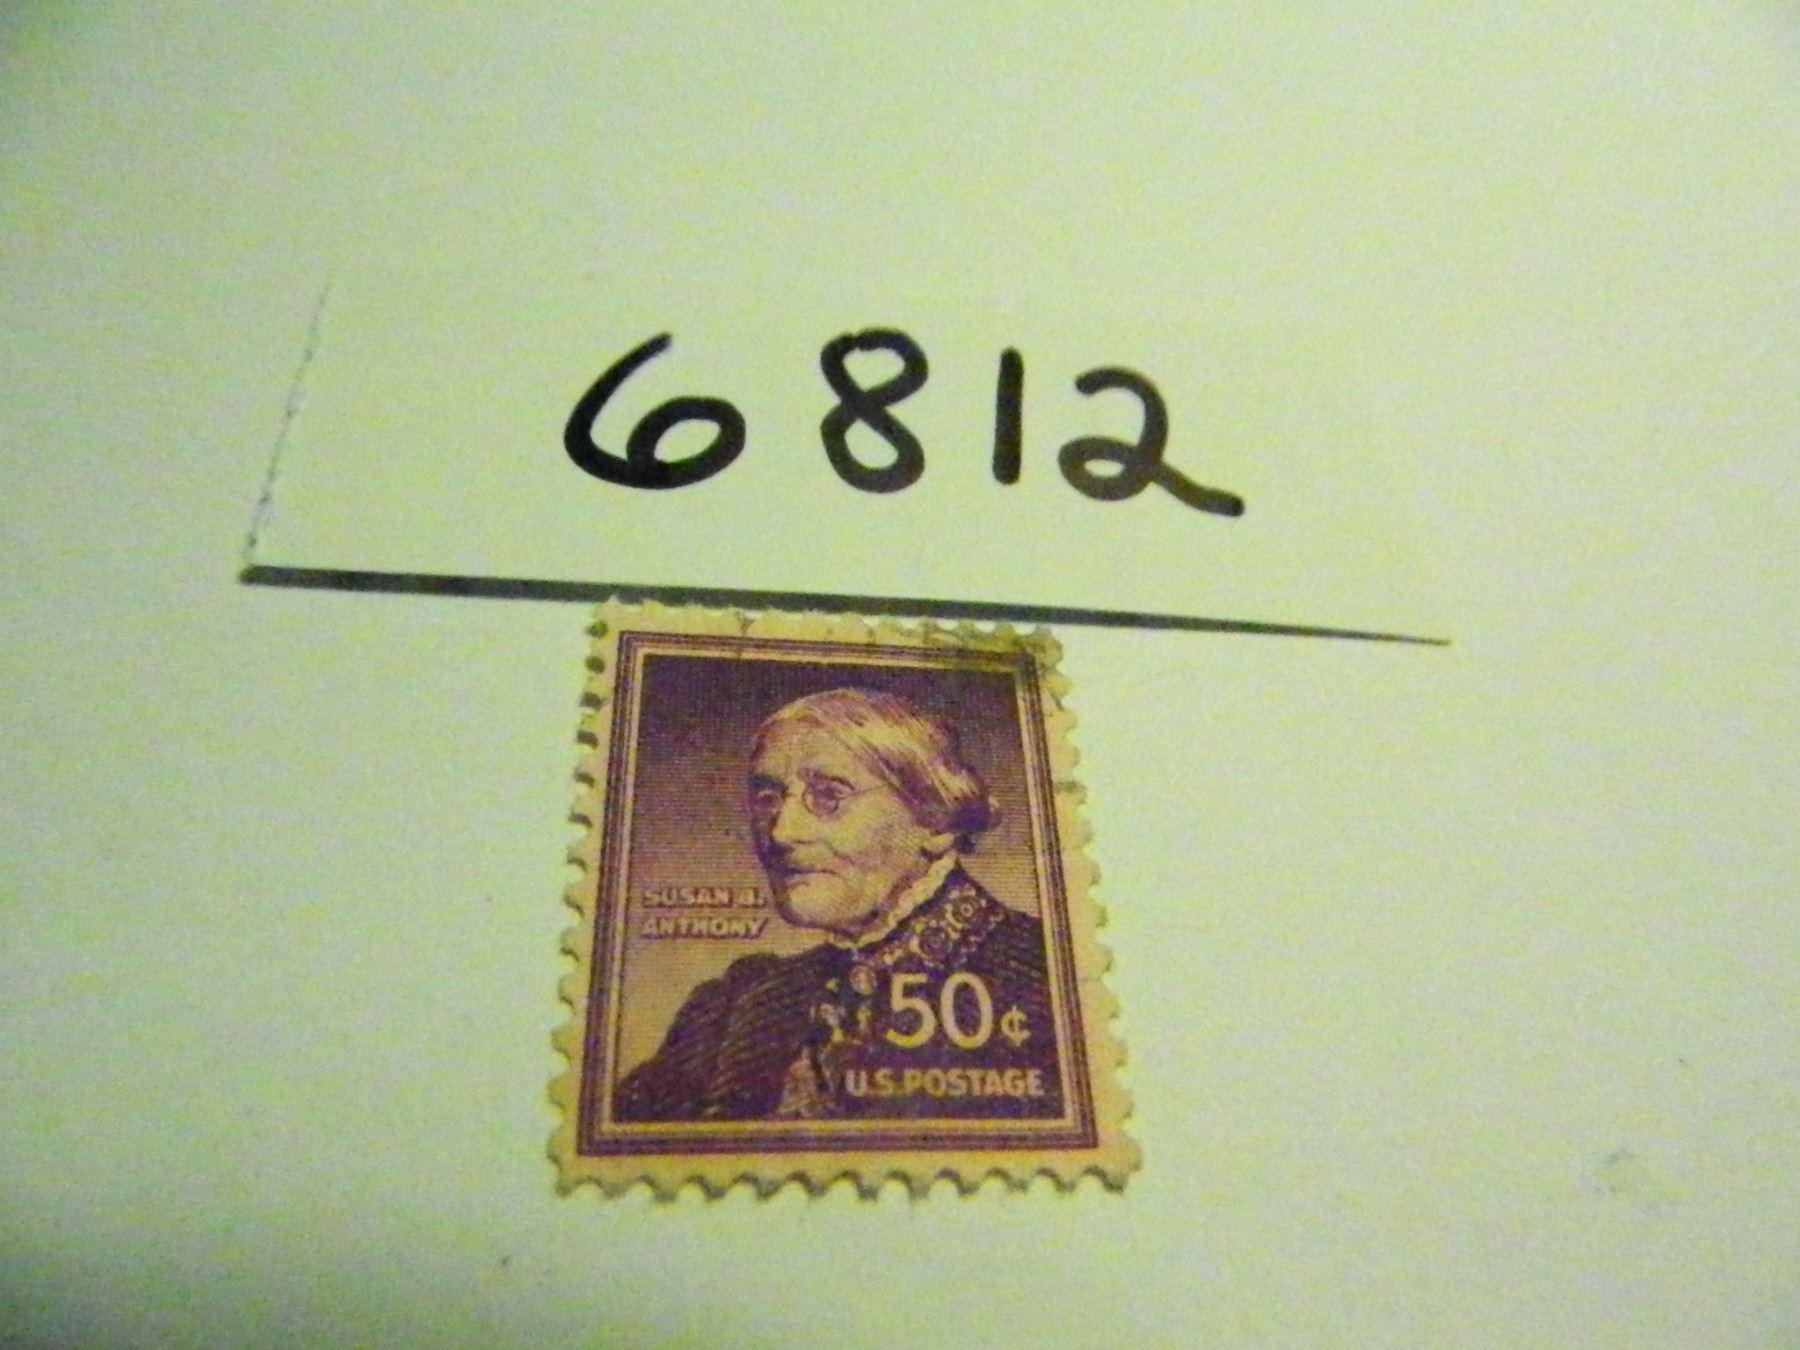 6812
SUSAN B.
ANTHONY
50¢
U.S. POSTAGE